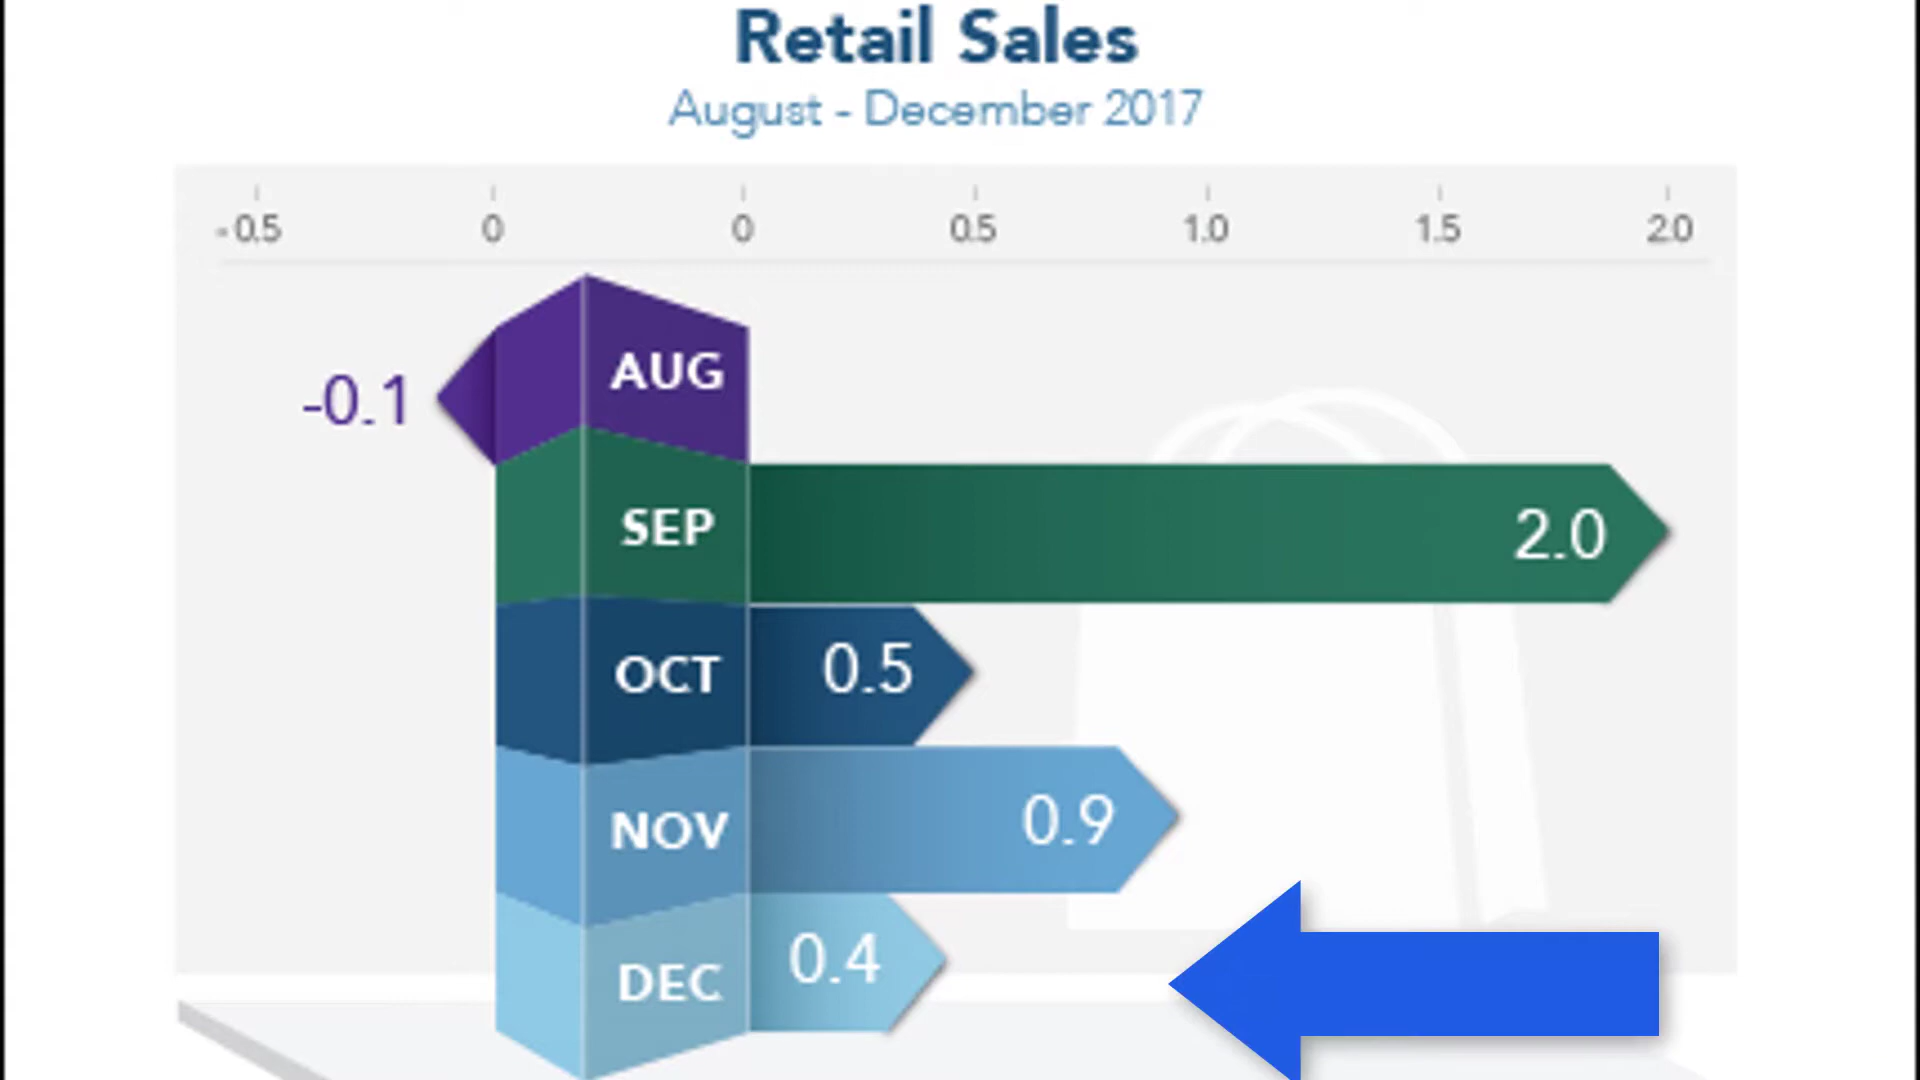 Retail Sales
August - December 2017
-0.5 0 0 0.5 1.0 1.5 2.0
AUG
-0.1
SEP 2.0
OCT 0.5
NOV 0.9
DEC 0.4